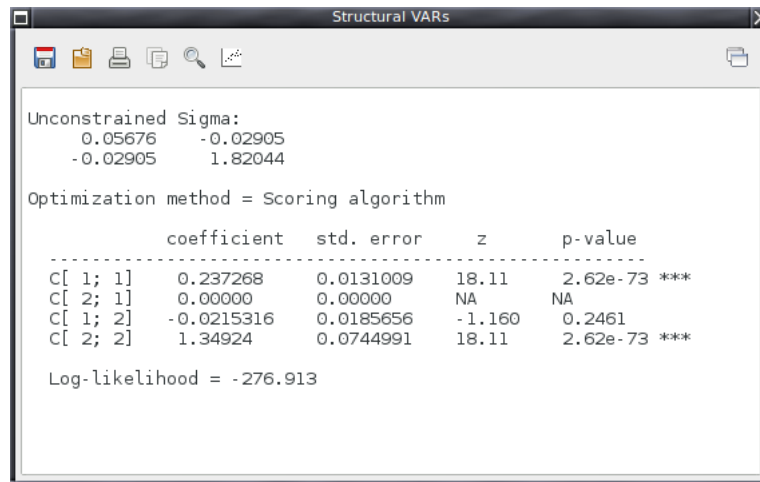 Structural VARs
Unconstrained Sigma:
0.05676 -0.02905
-0.02905 1.82044
Optimization method = Scoring algorithm
coefficient std. error z p-value
---------------------------------------------------------
C[ 1; 1] 0.237268 0.0131009 18.11 2.62e-73 ***
C[ 2; 1] 0.00000 0.00000 NA NA
C[ 1; 2] -0.0215316 0.0185656 -1.160 0.2461
C[ 2; 2] 1.34924 0.0744991 18.11 2.62e-73 ***
Log-likelihood = -276.913